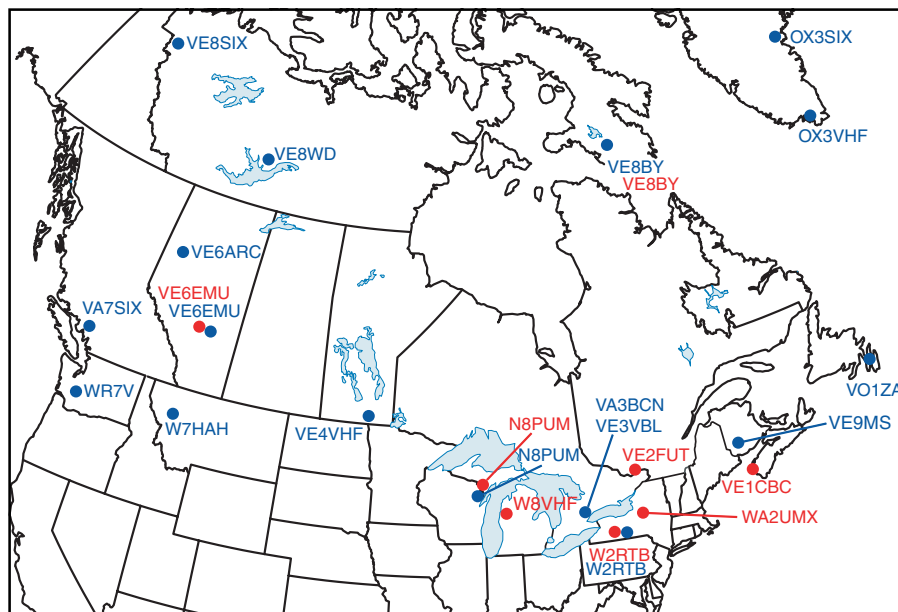 OX3SIX
VE8SIX
OX3VHF
VE8WD
VE8BY
VE8BY
VE6ARC
VE6EMU
VE6EMU
VA7SIX
VO1ZA
WR7V
W7HAH
VE4VHF
N8PUM
N8PUM
VA3BCN
VE3VBL
VE9MS
VE2FUT
VE1CBC
W8VHF
WA2UMX
W2RTB
W2RTB